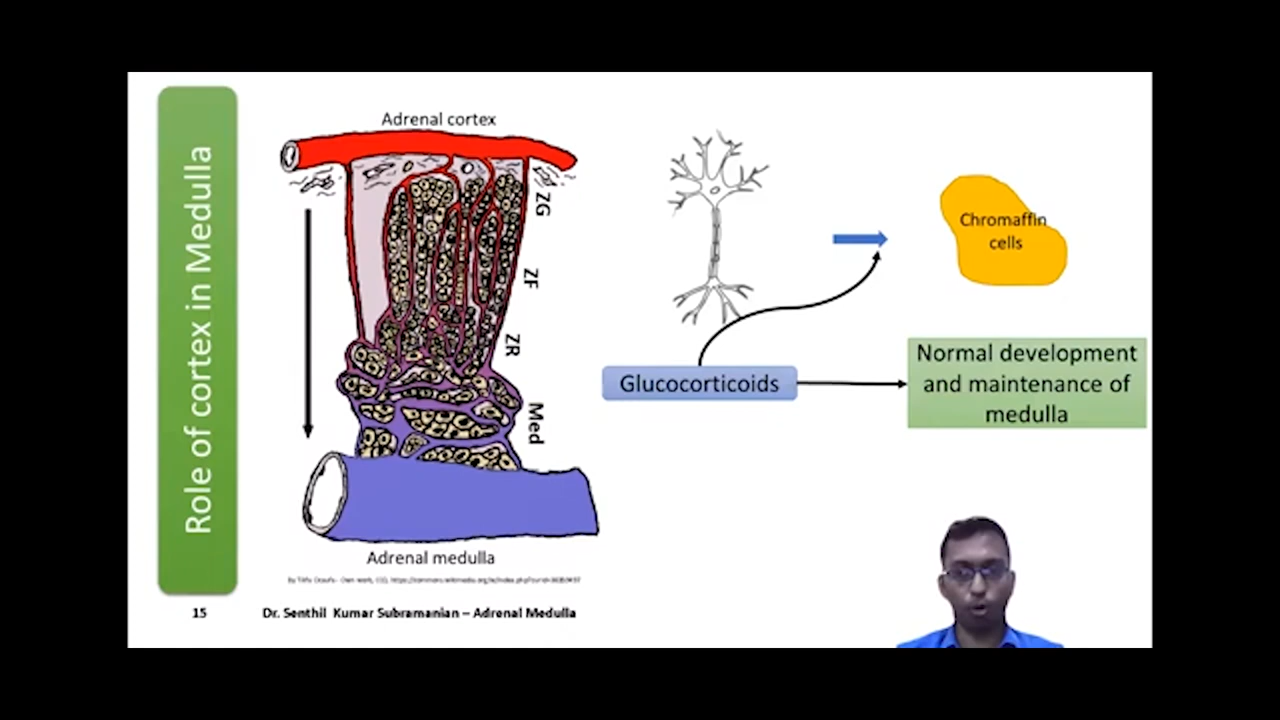 Role of cortex in Medulla
Adrenal cortex
ZG
ZF
ZR
Med
Adrenal medulla
Chromaffin
cells
Glucocorticoids
Normal development
and maintenance of
medulla
15
Dr. Senthil Kumar Subramanian – Adrenal Medulla